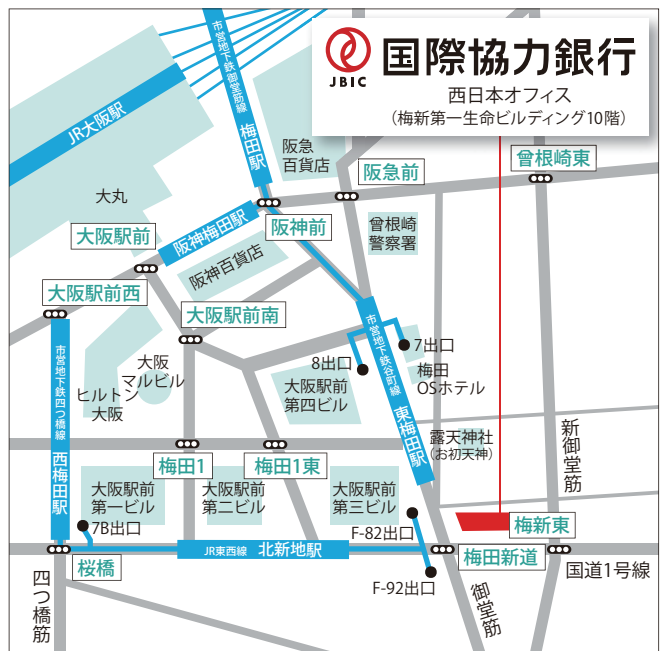 JBIC
国際協力銀行
西日本オフィス
(梅新第一生命ビルディング10階)
市営地下鉄御堂筋線
梅田駅
JR大阪駅
阪急
百貨店
阪急前
曾根崎東
大丸
阪神梅田駅
阪神前
曾根崎
警察署
大阪駅前
阪神百貨店
大阪駅前西
大阪駅前南
市営地下鉄谷町線
東梅田駅
7出口
8出口
梅田
OSホテル
市営地下鉄四つ橋線
西梅田駅
大阪
マルビル
ヒルトン
大阪
大阪駅前
第四ビル
新御堂筋
露天神社
(お初天神)
梅田1
梅田1東
大阪駅前
第一ビル
大阪駅前
第二ビル
大阪駅前
第三ビル
7B出口
F-82出口
梅新東
桜橋
JR東西線 北新地駅
梅田新道
国道1号線
F-92出口
四つ橋筋
御堂筋